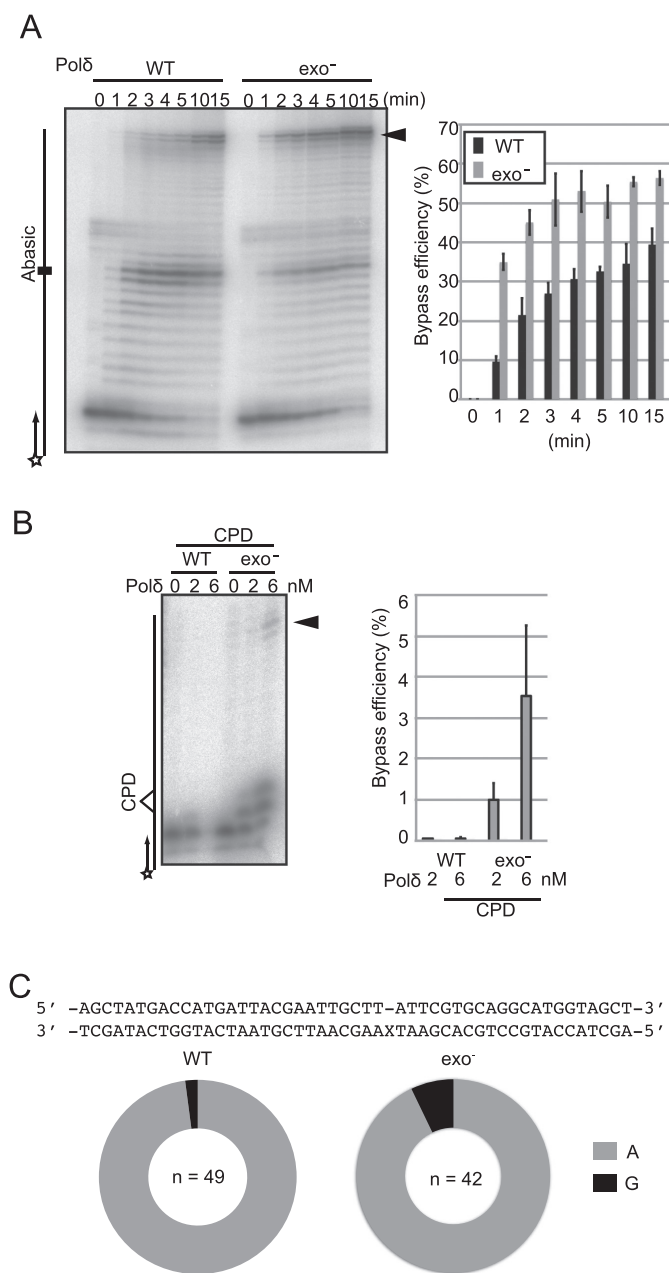 A
Polδ WT exo⁻
0 1 2 3 4 5 1015 0 1 2 3 4 5 1015 (min)
Abasic
70
60
50
40
30
20
10
0
Bypass efficiency (%)
WT
exo⁻
0 1 2 3 4 5 10 15
(min)
B
CPD
WT exo⁻
Polδ 0 2 6 0 2 6 nM
CPD
6
5
4
3
2
1
0
Bypass efficiency (%)
WT exo⁻
Polδ 2 6 2 6 nM
CPD
C
5′ –AGCTATGACCATGATTACGAATTGCTT–ATTCGTGCAGGCATGGTAGCT–3′
3′ –TCGATACTGGTACTAATGCTTAACGAAXTAAGCACGTCCGTACCATCGA–5′
WT exo⁻
n = 49 n = 42
A
G